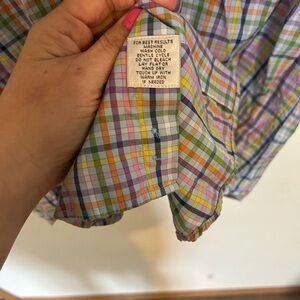 FOR BEST RESULTS
MACHINE
WASH COLD
GENTLE CYCLE
DO NOT BLEACH
LAY FLAT OR
HANG DRY
TOUCH UP WITH
WARM IRON
IF NEEDED